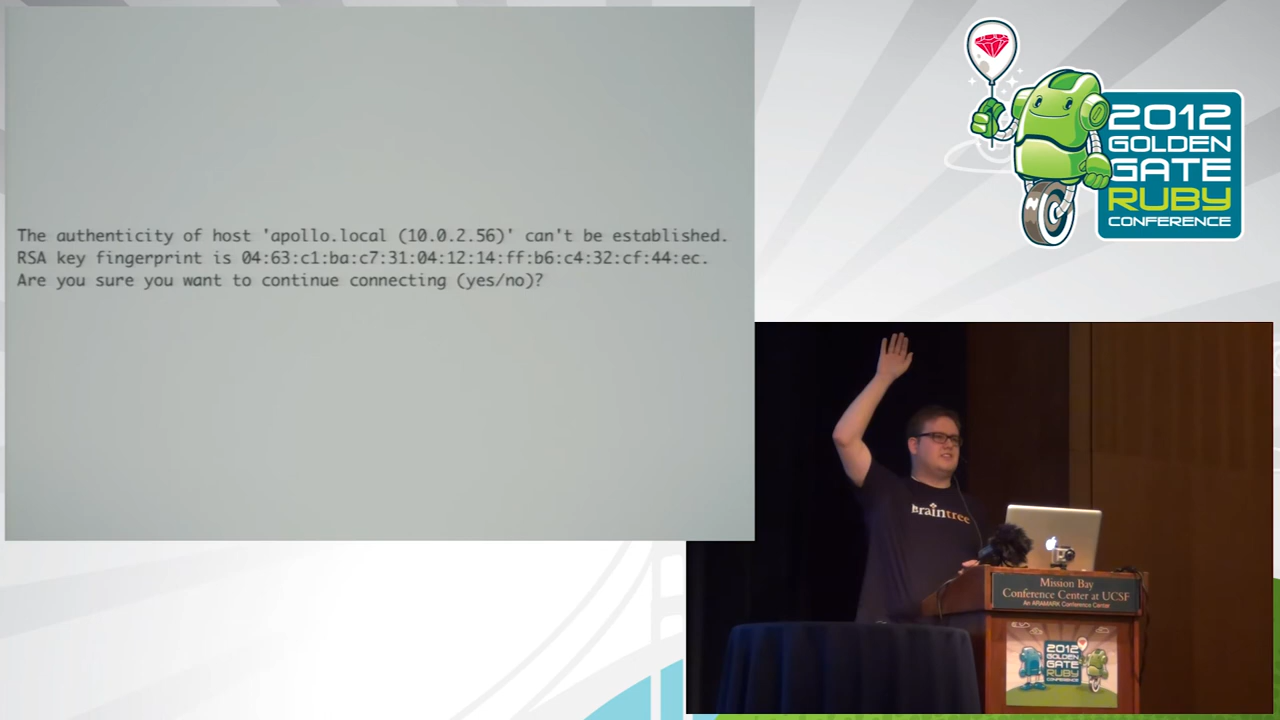 The authenticity of host 'apollo.local (10.0.2.56)' can't be established.
RSA key fingerprint is 04:63:c1:ba:c7:31:04:12:14:ff:b6:c4:32:cf:44:ec.
Are you sure you want to continue connecting (yes/no)?
2012
GOLDEN
GATE
RUBY
CONFERENCE
Braintree
Mission Bay
Conference Center at UCSF
An ARAMARK Conference Center
2012
GOLDEN
GATE
RUBY
CONFERENCE